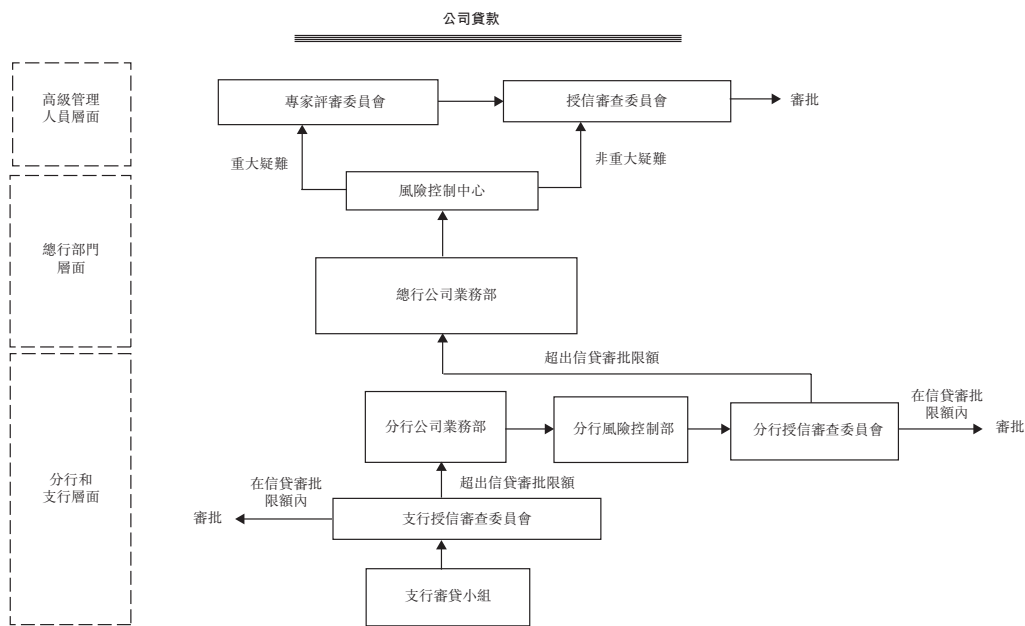 公司貸款
高級管理
人員層面
專家評審委員會
授信審查委員會
審批
重大疑難
非重大疑難
風險控制中心
總行部門
層面
總行公司業務部
超出信貸審批限額
分行和
支行層面
分行公司業務部
分行風險控制部
分行授信審查委員會
在信貸審批
限額內
審批
超出信貸審批限額
在信貸審批
限額內
審批
支行授信審查委員會
支行審貸小組